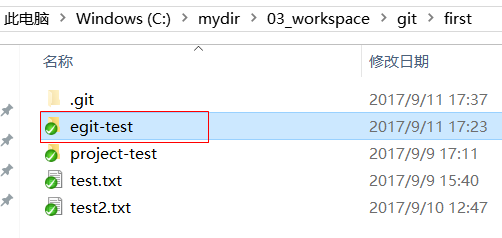 此电脑 > Windows (C:) > mydir > 03_workspace > git > first
名称 修改日期
.git 2017/9/11 17:37
egit-test 2017/9/11 17:23
project-test 2017/9/9 17:11
test.txt 2017/9/9 15:40
test2.txt 2017/9/10 12:47